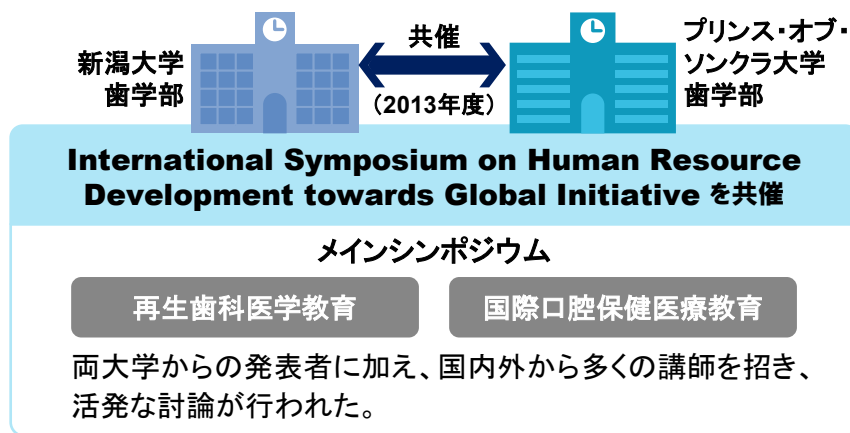 新潟大学
歯学部
共催
（2013年度）
プリンス・オブ・
ソンクラ大学
歯学部
International Symposium on Human Resource
Development towards Global Initiative を共催
メインシンポジウム
再生歯科医学教育
国際口腔保健医療教育
両大学からの発表者に加え、国内外から多くの講師を招き、
活発な討論が行われた。